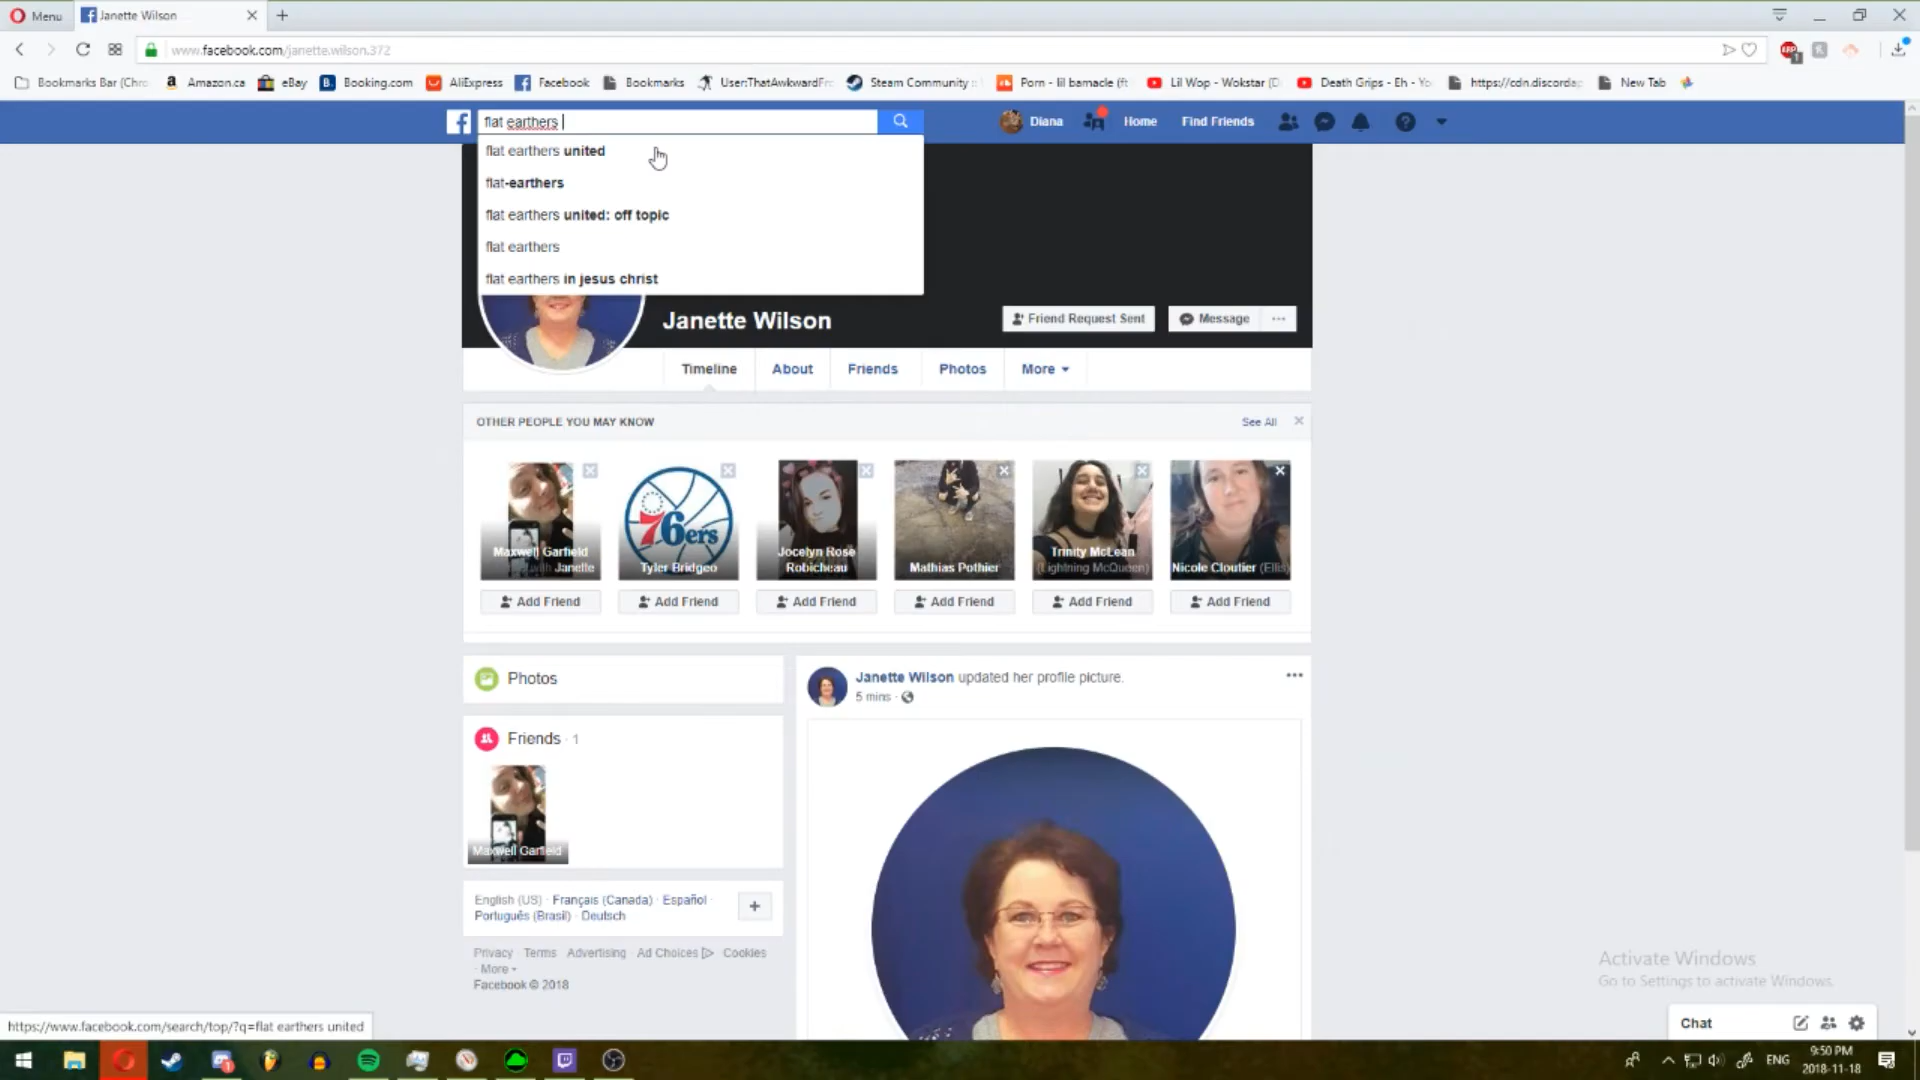 Menu
Janette Wilson
www.facebook.com/janette.wilson.372
Bookmarks Bar (Chro
Amazon.ca
eBay
Booking.com
AliExpress
Facebook
Bookmarks
User:ThatAwkwardFr
Steam Community ::
Porn - lil barnacle (ft
Lil Wop - Wokstar (D
Death Grips - Eh - Yo
https://cdn.discordap
New Tab
flat earthers
Diana
Home
Find Friends
flat earthers united
flat-earthers
flat earthers united: off topic
flat earthers
flat earthers in jesus christ
Janette Wilson
Friend Request Sent
Message
Timeline
About
Friends
Photos
More
OTHER PEOPLE YOU MAY KNOW
See All
76ers
Maxwell Garfield
with Janette
Tyler Bridgeo
Jocelyn Rose
Robicheau
Mathias Pothier
Trinity McLean
(Lightning McQueen)
Nicole Cloutier (Ellis)
Add Friend
Add Friend
Add Friend
Add Friend
Add Friend
Add Friend
Photos
Friends · 1
Maxwell Garfield
Janette Wilson updated her profile picture.
5 mins ·
English (US) · Français (Canada) · Español ·
Português (Brasil) · Deutsch
Privacy · Terms · Advertising · Ad Choices · Cookies
· More
Facebook © 2018
Activate Windows
Go to Settings to activate Windows.
Chat
https://www.facebook.com/search/top/?q=flat earthers united
ENG
9:50 PM
2018-11-18